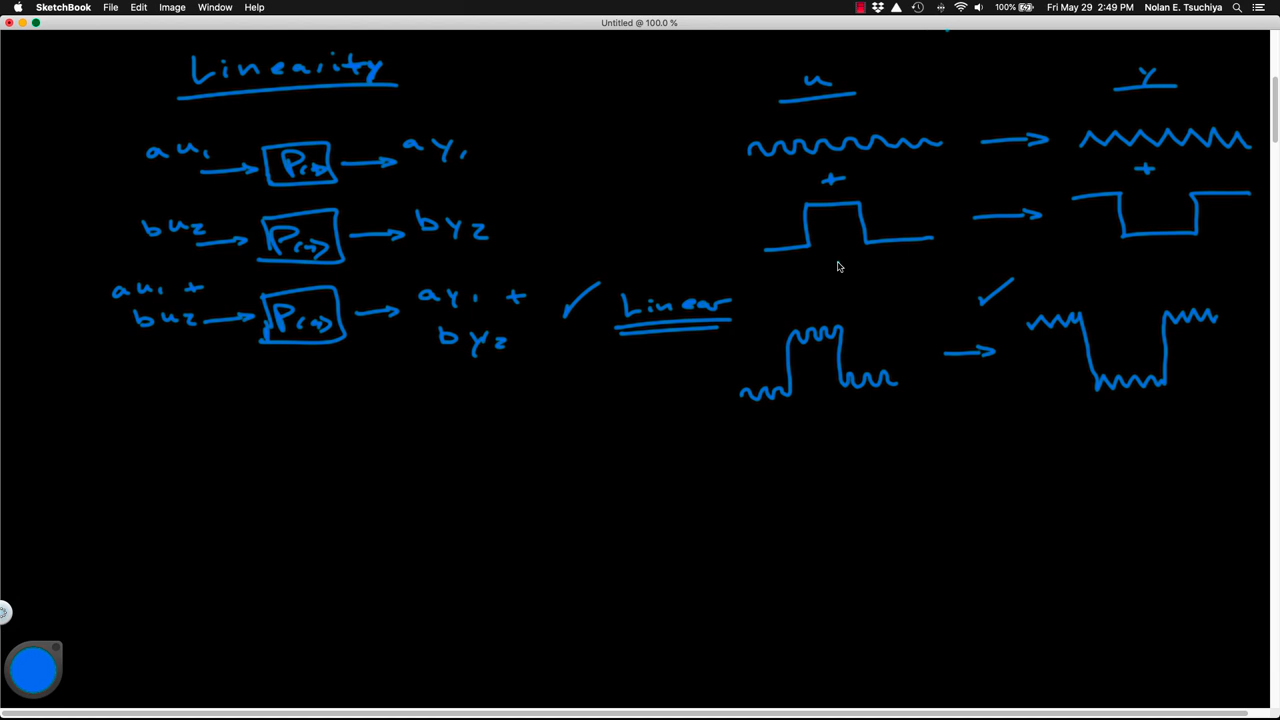 SketchBook File Edit Image Window Help 100% Fri May 29 2:49 PM Nolan E. Tsuchiya
Untitled @ 100.0 %
Linearity
u y
au₁ → P(s) → ay₁
+ +
bu₂ → P(s) → by₂
au₁ + bu₂ → P(s) → ay₁ + by₂ ✓ Linear